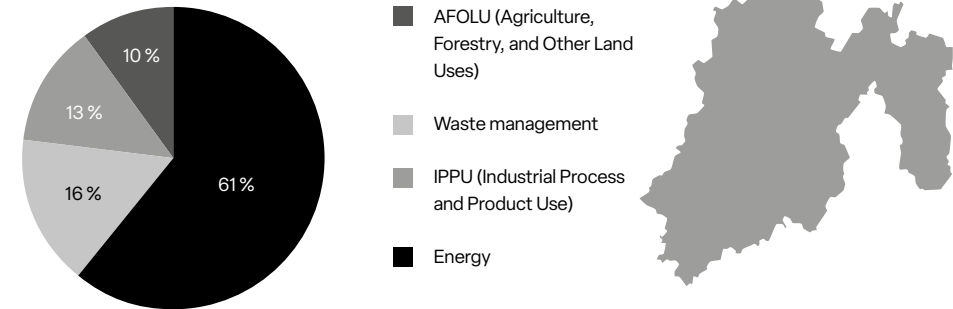 10 %
13 %
16 %
61 %
AFOLU (Agriculture,
Forestry, and Other Land
Uses)
Waste management
IPPU (Industrial Process
and Product Use)
Energy